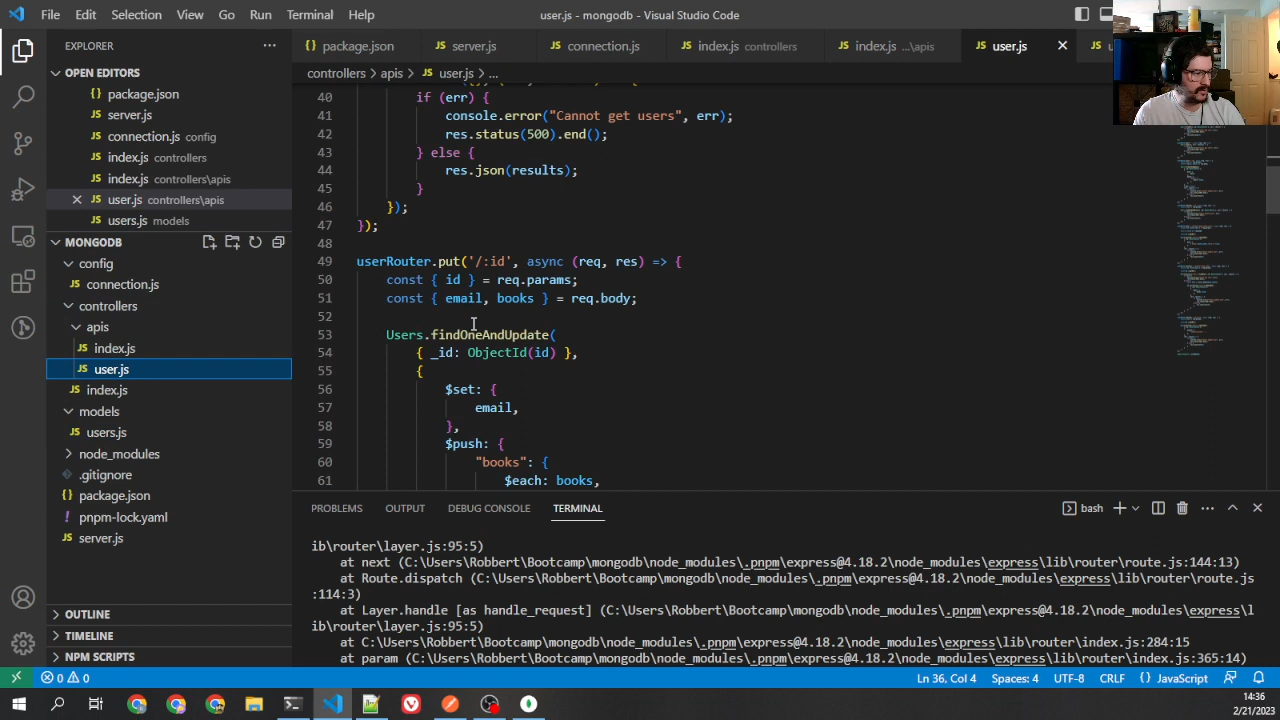 File Edit Selection View Go Run Terminal Help user.js - mongodb - Visual Studio Code
EXPLORER
OPEN EDITORS
package.json
server.js
connection.js config
index.js controllers
index.js controllers\apis
user.js controllers\apis
users.js models
MONGODB
config
connection.js
controllers
apis
index.js
user.js
index.js
models
users.js
node_modules
.gitignore
package.json
pnpm-lock.yaml
server.js
OUTLINE
TIMELINE
NPM SCRIPTS
package.json server.js connection.js index.js controllers index.js ...\apis user.js
controllers > apis > user.js > ...
40
41 if (err) {
42 console.error("Cannot get users", err);
43 res.status(500).end();
43 } else {
44 res.json(results);
45 }
46 });
47 });
48
49 userRouter.put('/:id', async (req, res) => {
50 const { id } = req.params;
51 const { email, books } = req.body;
52
53 Users.findOneAndUpdate(
54 { _id: ObjectId(id) },
55 {
56 $set: {
57 email,
58 },
59 $push: {
60 "books": {
61 $each: books,
PROBLEMS OUTPUT DEBUG CONSOLE TERMINAL bash
ib\router\layer.js:95:5)
at next (C:\Users\Robbert\Bootcamp\mongodb\node_modules\.pnpm\express@4.18.2\node_modules\express\lib\router\route.js:144:13)
at Route.dispatch (C:\Users\Robbert\Bootcamp\mongodb\node_modules\.pnpm\express@4.18.2\node_modules\express\lib\router\route.js
:114:3)
at Layer.handle [as handle_request] (C:\Users\Robbert\Bootcamp\mongodb\node_modules\.pnpm\express@4.18.2\node_modules\express\l
ib\router\layer.js:95:5)
at C:\Users\Robbert\Bootcamp\mongodb\node_modules\.pnpm\express@4.18.2\node_modules\express\lib\router\index.js:284:15
at param (C:\Users\Robbert\Bootcamp\mongodb\node_modules\.pnpm\express@4.18.2\node_modules\express\lib\router\index.js:365:14)
0 0 Ln 36, Col 4 Spaces: 4 UTF-8 CRLF {} JavaScript
14:36
2/21/2023